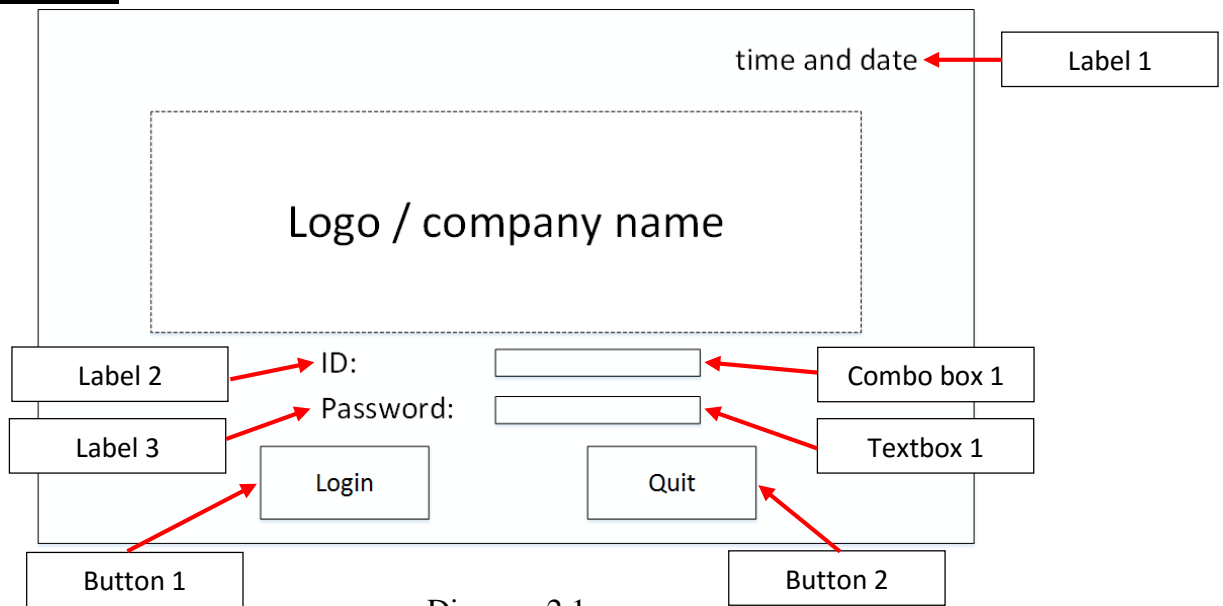 time and date
Label 1
Logo / company name
Label 2
ID:
Combo box 1
Password:
Label 3
Textbox 1
Login
Quit
Button 1
Button 2